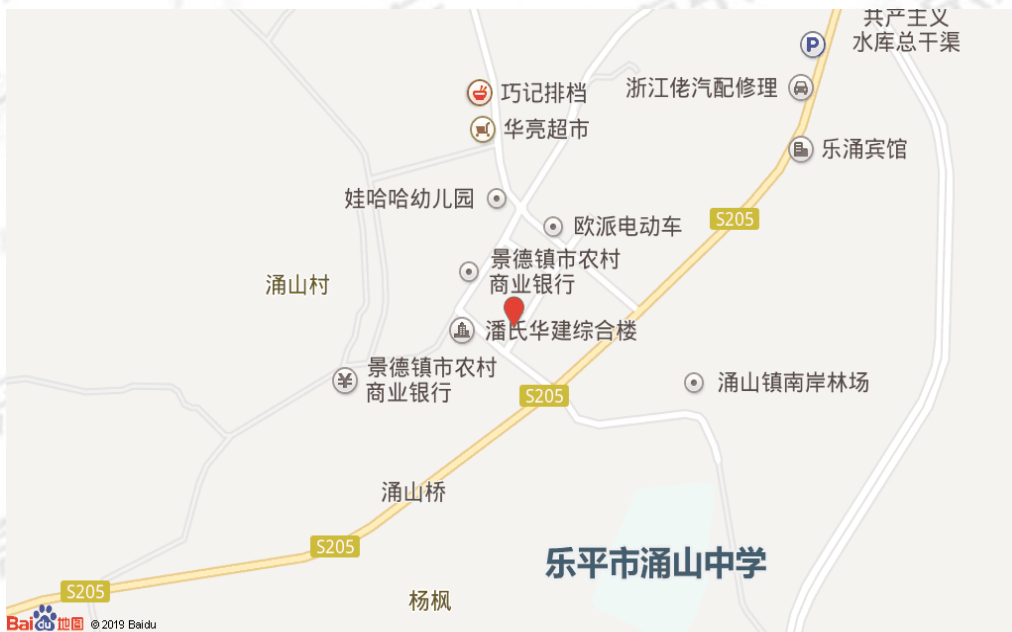 共产主义
水库总干渠
P
浙江佬汽配修理
巧记排档
华亮超市
乐涌宾馆
娃哈哈幼儿园
S205
欧派电动车
景德镇市农村
商业银行
涌山村
潘氏华建综合楼
景德镇市农村
商业银行
¥
S205
涌山镇南岸林场
涌山桥
S205
乐平市涌山中学
S205
杨枫
Bai du 地图 © 2019 Baidu